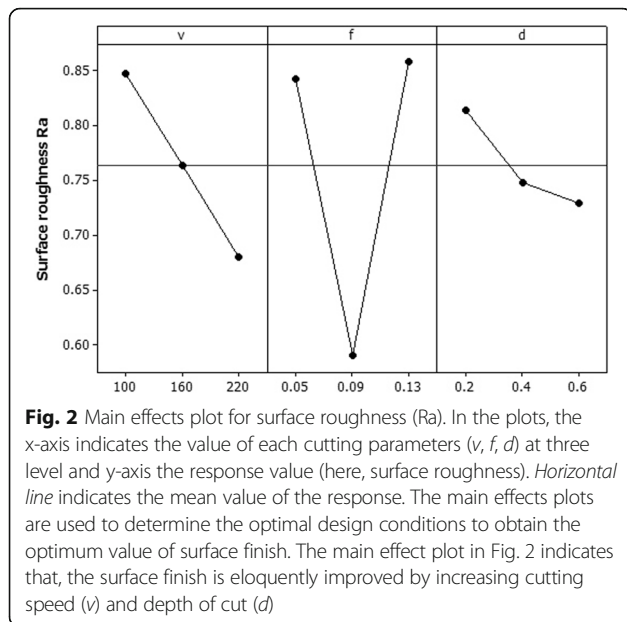 v f d
Surface roughness Ra
0.85
0.80
0.75
0.70
0.65
0.60
100 160 220 0.05 0.09 0.13 0.2 0.4 0.6
Fig. 2 Main effects plot for surface roughness (Ra). In the plots, the
x-axis indicates the value of each cutting parameters (v, f, d) at three
level and y-axis the response value (here, surface roughness). Horizontal
line indicates the mean value of the response. The main effects plots
are used to determine the optimal design conditions to obtain the
optimum value of surface finish. The main effect plot in Fig. 2 indicates
that, the surface finish is eloquently improved by increasing cutting
speed (v) and depth of cut (d)